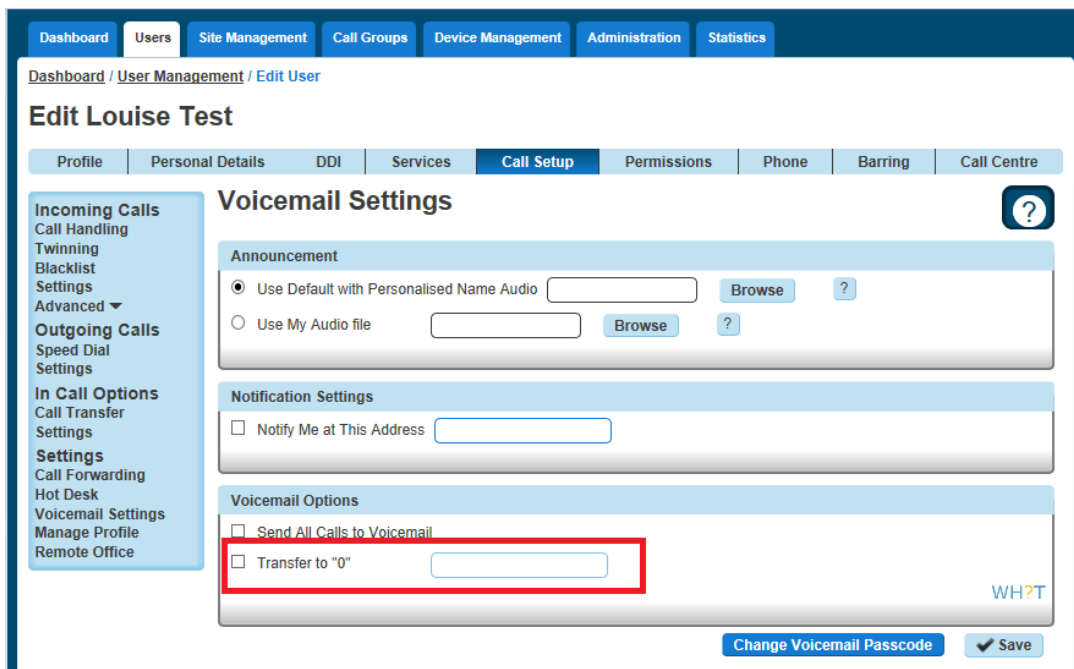 Dashboard Users Site Management Call Groups Device Management Administration Statistics
Dashboard / User Management / Edit User
Edit Louise Test
Profile Personal Details DDI Services Call Setup Permissions Phone Barring Call Centre
Incoming Calls
Call Handling
Twinning
Blacklist
Settings
Advanced
Outgoing Calls
Speed Dial
Settings
In Call Options
Call Transfer
Settings
Settings
Call Forwarding
Hot Desk
Voicemail Settings
Manage Profile
Remote Office
Voicemail Settings
?
Announcement
Use Default with Personalised Name Audio Browse ?
Use My Audio file Browse ?
Notification Settings
Notify Me at This Address
Voicemail Options
Send All Calls to Voicemail
Transfer to "0"
WH?T
Change Voicemail Passcode Save